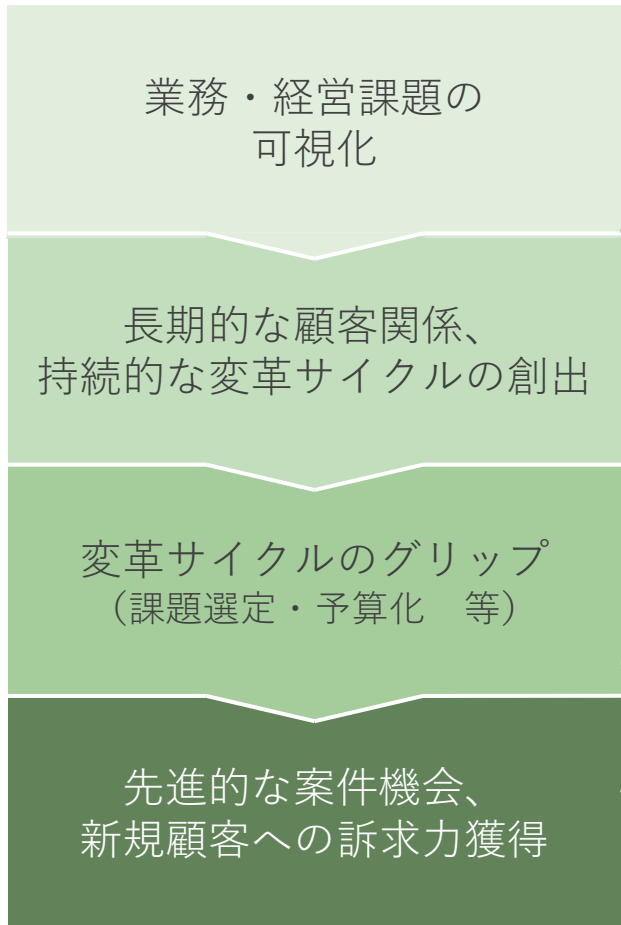 業務・経営課題の
可視化
長期的な顧客関係、
持続的な変革サイクルの創出
変革サイクルのグリップ
（課題選定・予算化　等）
先進的な案件機会、
新規顧客への訴求力獲得